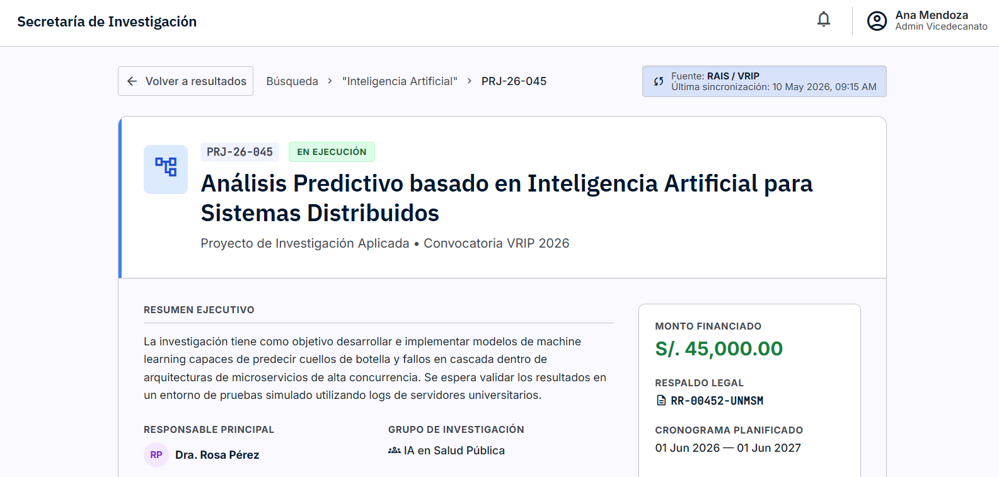 Secretaría de Investigación
Ana Mendoza
Admin Vicedecanato
Volver a resultados
Búsqueda > "Inteligencia Artificial" > PRJ-26-045
Fuente: RAIS / VRIP
Última sincronización: 10 May 2026, 09:15 AM
PRJ-26-045
EN EJECUCIÓN
Análisis Predictivo basado en Inteligencia Artificial para
Sistemas Distribuidos
Proyecto de Investigación Aplicada • Convocatoria VRIP 2026
RESUMEN EJECUTIVO
La investigación tiene como objetivo desarrollar e implementar modelos de machine
learning capaces de predecir cuellos de botella y fallos en cascada dentro de
arquitecturas de microservicios de alta concurrencia. Se espera validar los resultados en
un entorno de pruebas simulado utilizando logs de servidores universitarios.
RESPONSABLE PRINCIPAL
RP Dra. Rosa Pérez
GRUPO DE INVESTIGACIÓN
IA en Salud Pública
MONTO FINANCIADO
S/. 45,000.00
RESPALDO LEGAL
RR-00452-UNMSM
CRONOGRAMA PLANIFICADO
01 Jun 2026 — 01 Jun 2027